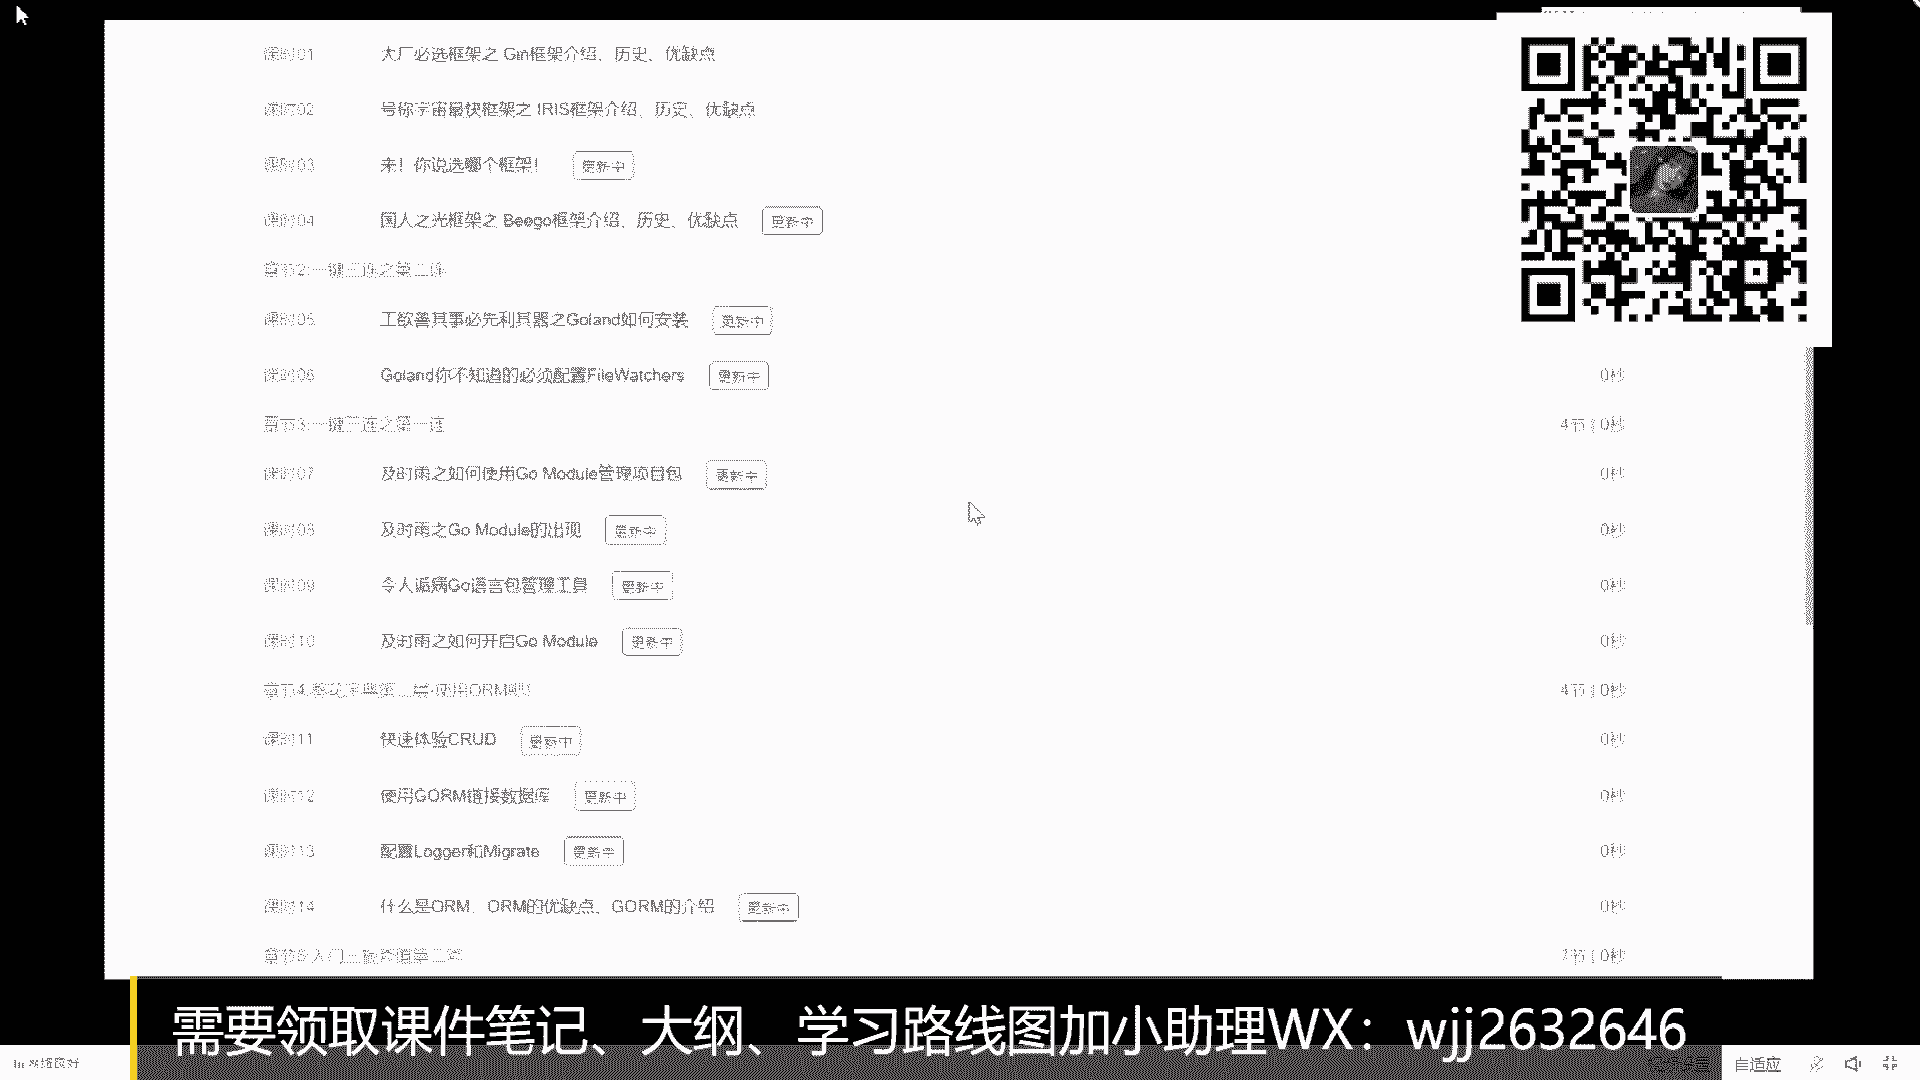 课时01 大厂必选框架之 Gin框架介绍、历史、优缺点
课时02 号称宇宙最快框架之 IRIS框架介绍、历史、优缺点
课时03 来！你说选哪个框架！ 更新中
课时04 国人之光框架之 Beego框架介绍、历史、优缺点 更新中
章节2:一键三连之第二连
课时05 工欲善其事必先利其器之Goland如何安装 更新中
课时06 Goland你不知道的必须配置FileWatchers 更新中 0秒
章节3:一键三连之第一连 4节 | 0秒
课时07 及时雨之如何使用Go Module管理项目包 更新中 0秒
课时08 及时雨之Go Module的出现 更新中 0秒
课时09 令人诟病Go语言包管理工具 更新中 0秒
课时10 及时雨之如何开启Go Module 更新中 0秒
章节4: 使用ORM 4节 | 0秒
课时11 快速体验CRUD 更新中 0秒
课时12 使用GORM链接数据库 更新中 0秒
课时13 配置Logger和Migrate 更新中 0秒
课时14 什么是ORM、ORM的优缺点、GORM的介绍 更新中 0秒
章节5:入门三 第二 节 | 0秒
需要领取课件笔记、大纲、学习路线图加小助理WX：wjj2632646
网络良好 自适应